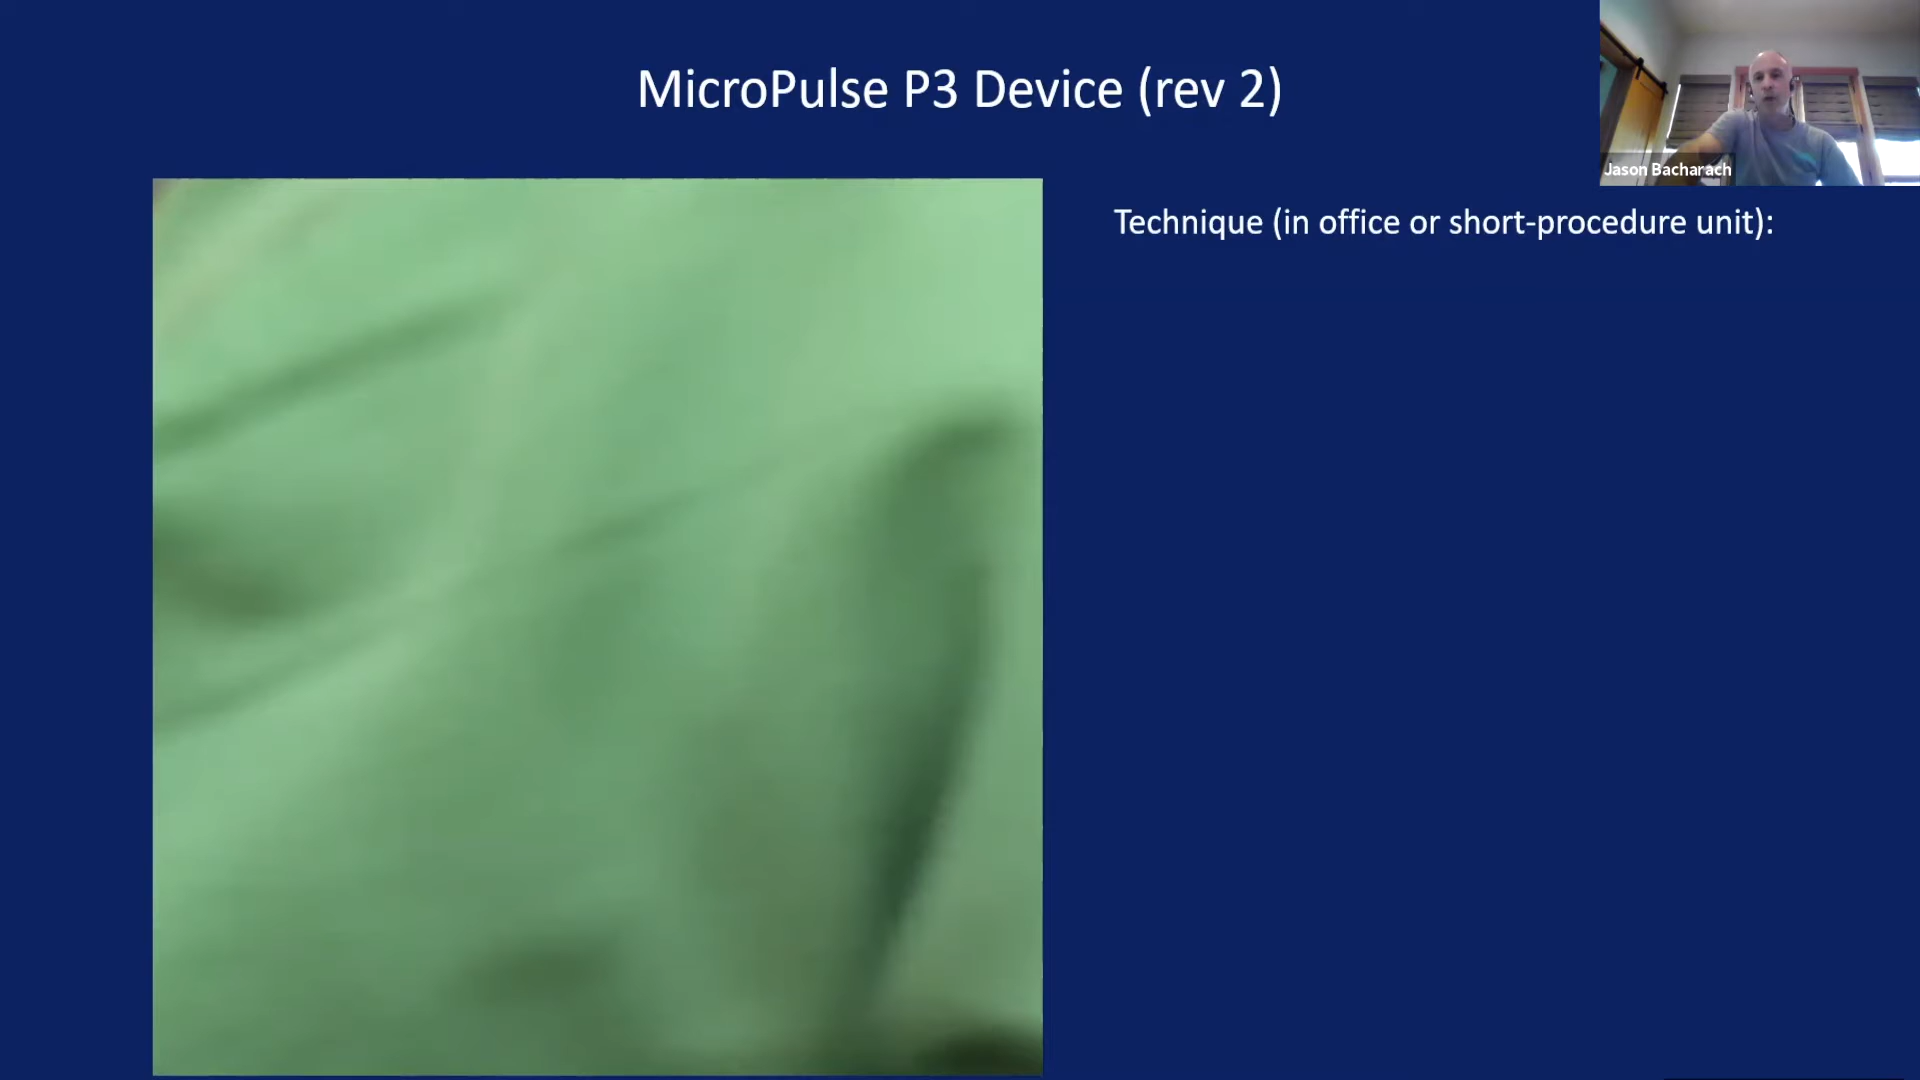 MicroPulse P3 Device (rev 2)
Jason Bacharach
Technique (in office or short-procedure unit):